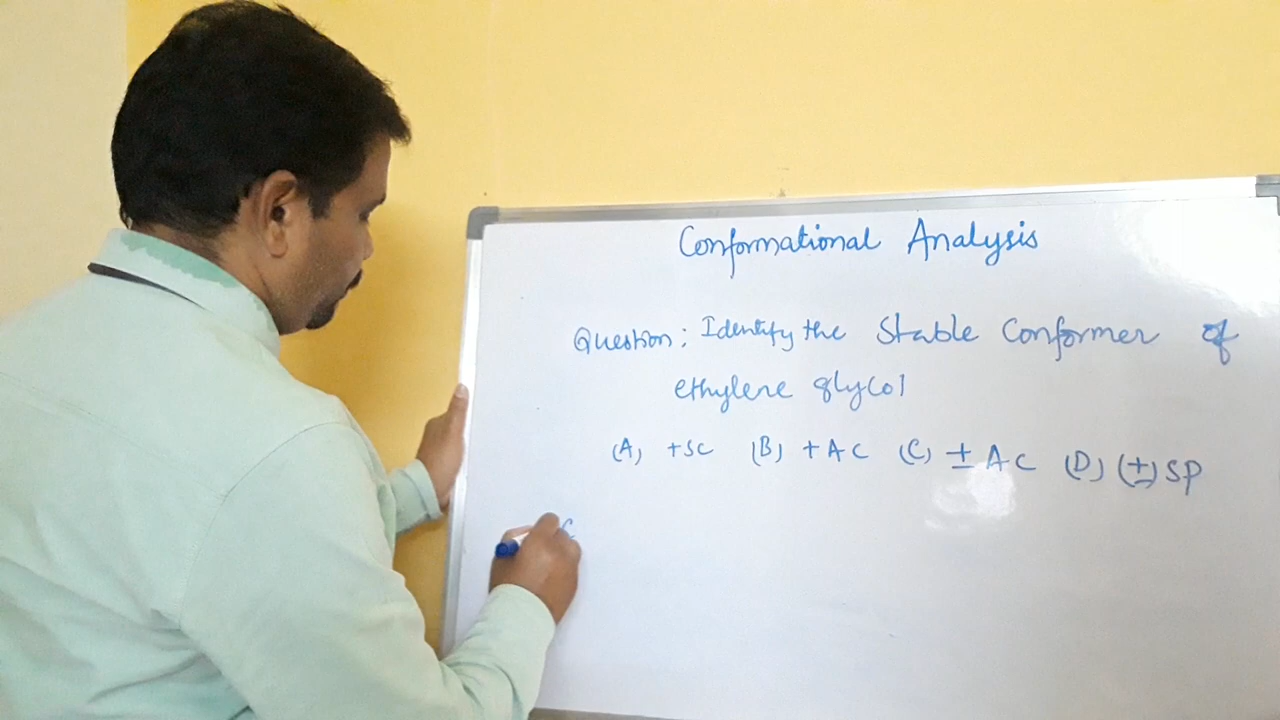 Conformational Analysis
Question; Identify the Stable Conformer of
ethylene glycol
(A) +SC (B) +AC (C) ±AC (D) (±)SP